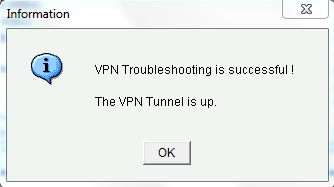 Information
VPN Troubleshooting is successful !
The VPN Tunnel is up.
OK